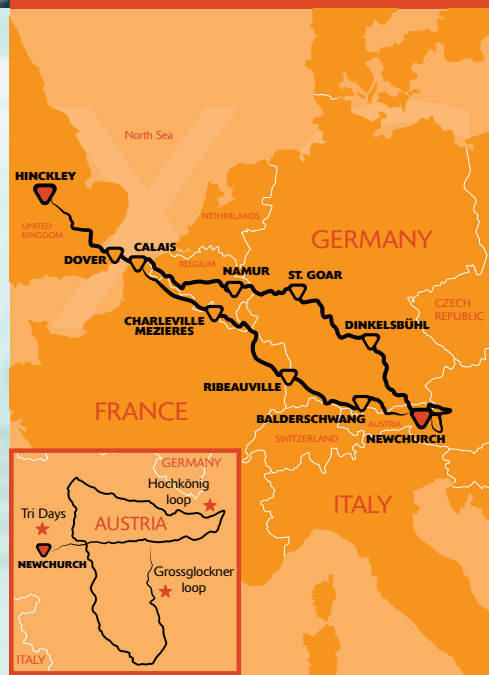 North Sea
HINCKLEY
UNITED
KINGDOM
NETHERLANDS
DOVER
CALAIS
BELGIUM
NAMUR
GERMANY
ST. GOAR
CHARLEVILLE
MEZIERES
DINKELSBÜHL
CZECH
REPUBLIC
RIBEAUVILLE
FRANCE
BALDERSCHWANG
AUSTRIA
SWITZERLAND
NEWCHURCH
ITALY
GERMANY
Hochkönig
loop
Tri Days
AUSTRIA
NEWCHURCH
Grossglockner
loop
ITALY